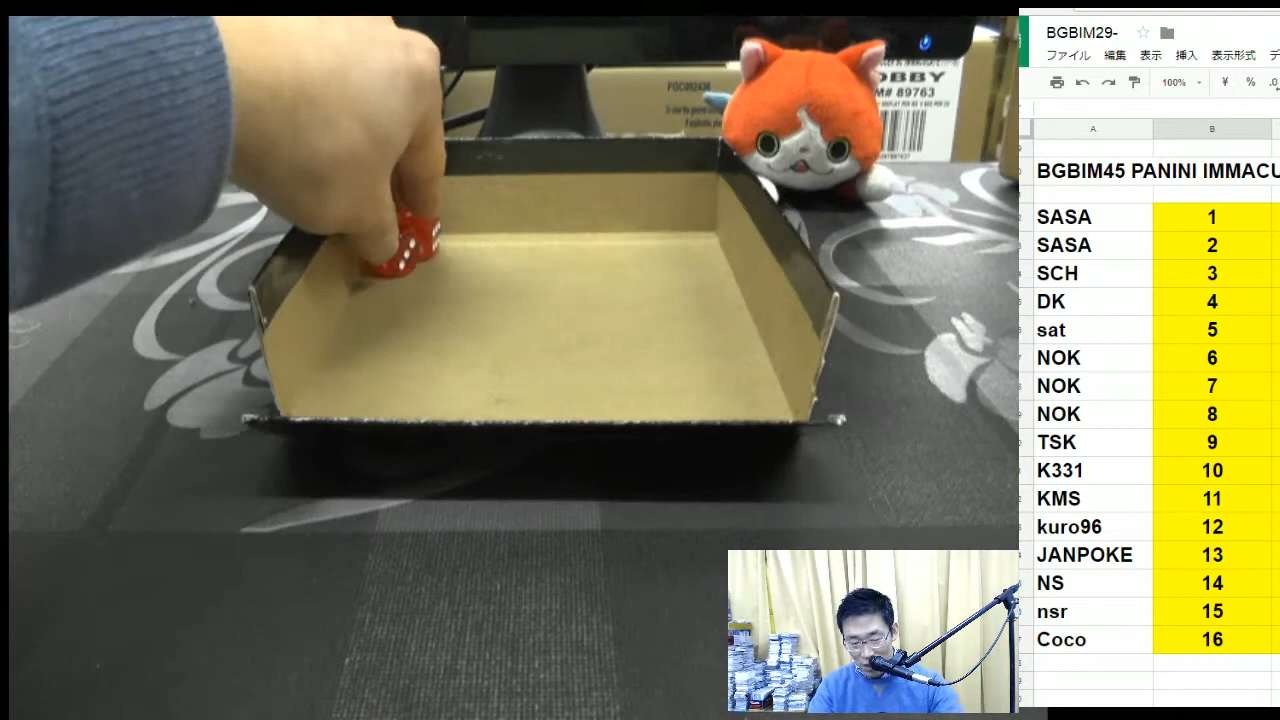 BGBIM29-
ファイル 編集 表示 挿入 表示形式
100% ¥ % .0
A B
BGBIM45 PANINI IMMACU
SASA 1
SASA 2
SCH 3
DK 4
sat 5
NOK 6
NOK 7
NOK 8
TSK 9
K331 10
KMS 11
kuro96 12
JANPOKE 13
NS 14
nsr 15
Coco 16
OBBY
M# 89763